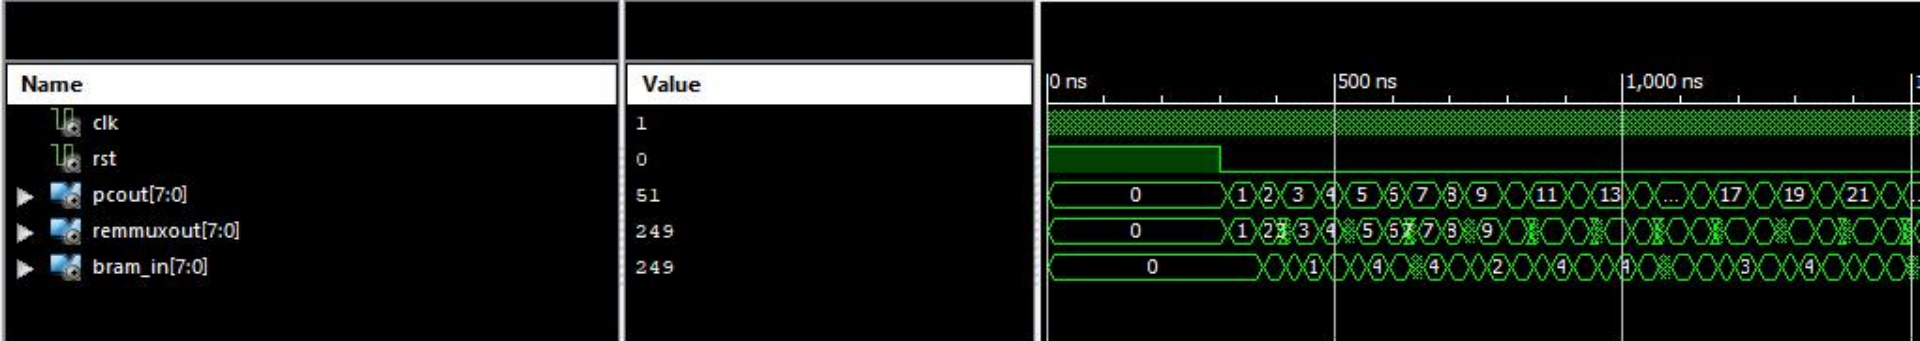 Name Value 0 ns 500 ns 1,000 ns
clk 1
rst 0
pcout[7:0] 51 0 1 2 3 4 5 6 7 8 9 11 13 ... 17 19 21
remmuxout[7:0] 249 0 1 2 3 4 5 6 7 8 9
bram_in[7:0] 249 0 1 4 4 2 4 4 3 4